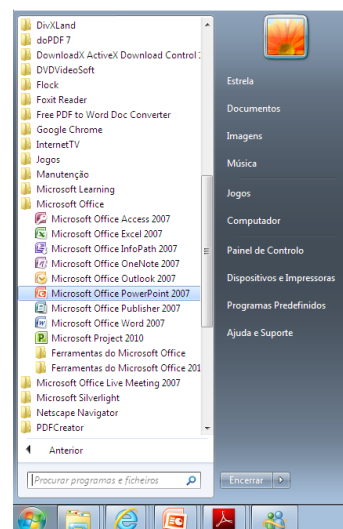 DivXLand
doPDF 7
DownloadX ActiveX Download Control
DVDVideoSoft
Flock
Foxit Reader
Free PDF to Word Doc Converter
Google Chrome
InternetTV
Jogos
Manutenção
Microsoft Learning
Microsoft Office
Microsoft Office Access 2007
Microsoft Office Excel 2007
Microsoft Office InfoPath 2007
Microsoft Office OneNote 2007
Microsoft Office Outlook 2007
Microsoft Office PowerPoint 2007
Microsoft Office Publisher 2007
Microsoft Office Word 2007
Microsoft Project 2010
Ferramentas do Microsoft Office
Ferramentas do Microsoft Office 201
Microsoft Office Live Meeting 2007
Microsoft Silverlight
Netscape Navigator
PDFCreator
Anterior
Procurar programas e ficheiros
Estrela
Documentos
Imagens
Música
Jogos
Computador
Painel de Controlo
Dispositivos e Impressoras
Programas Predefinidos
Ajuda e Suporte
Encerrar